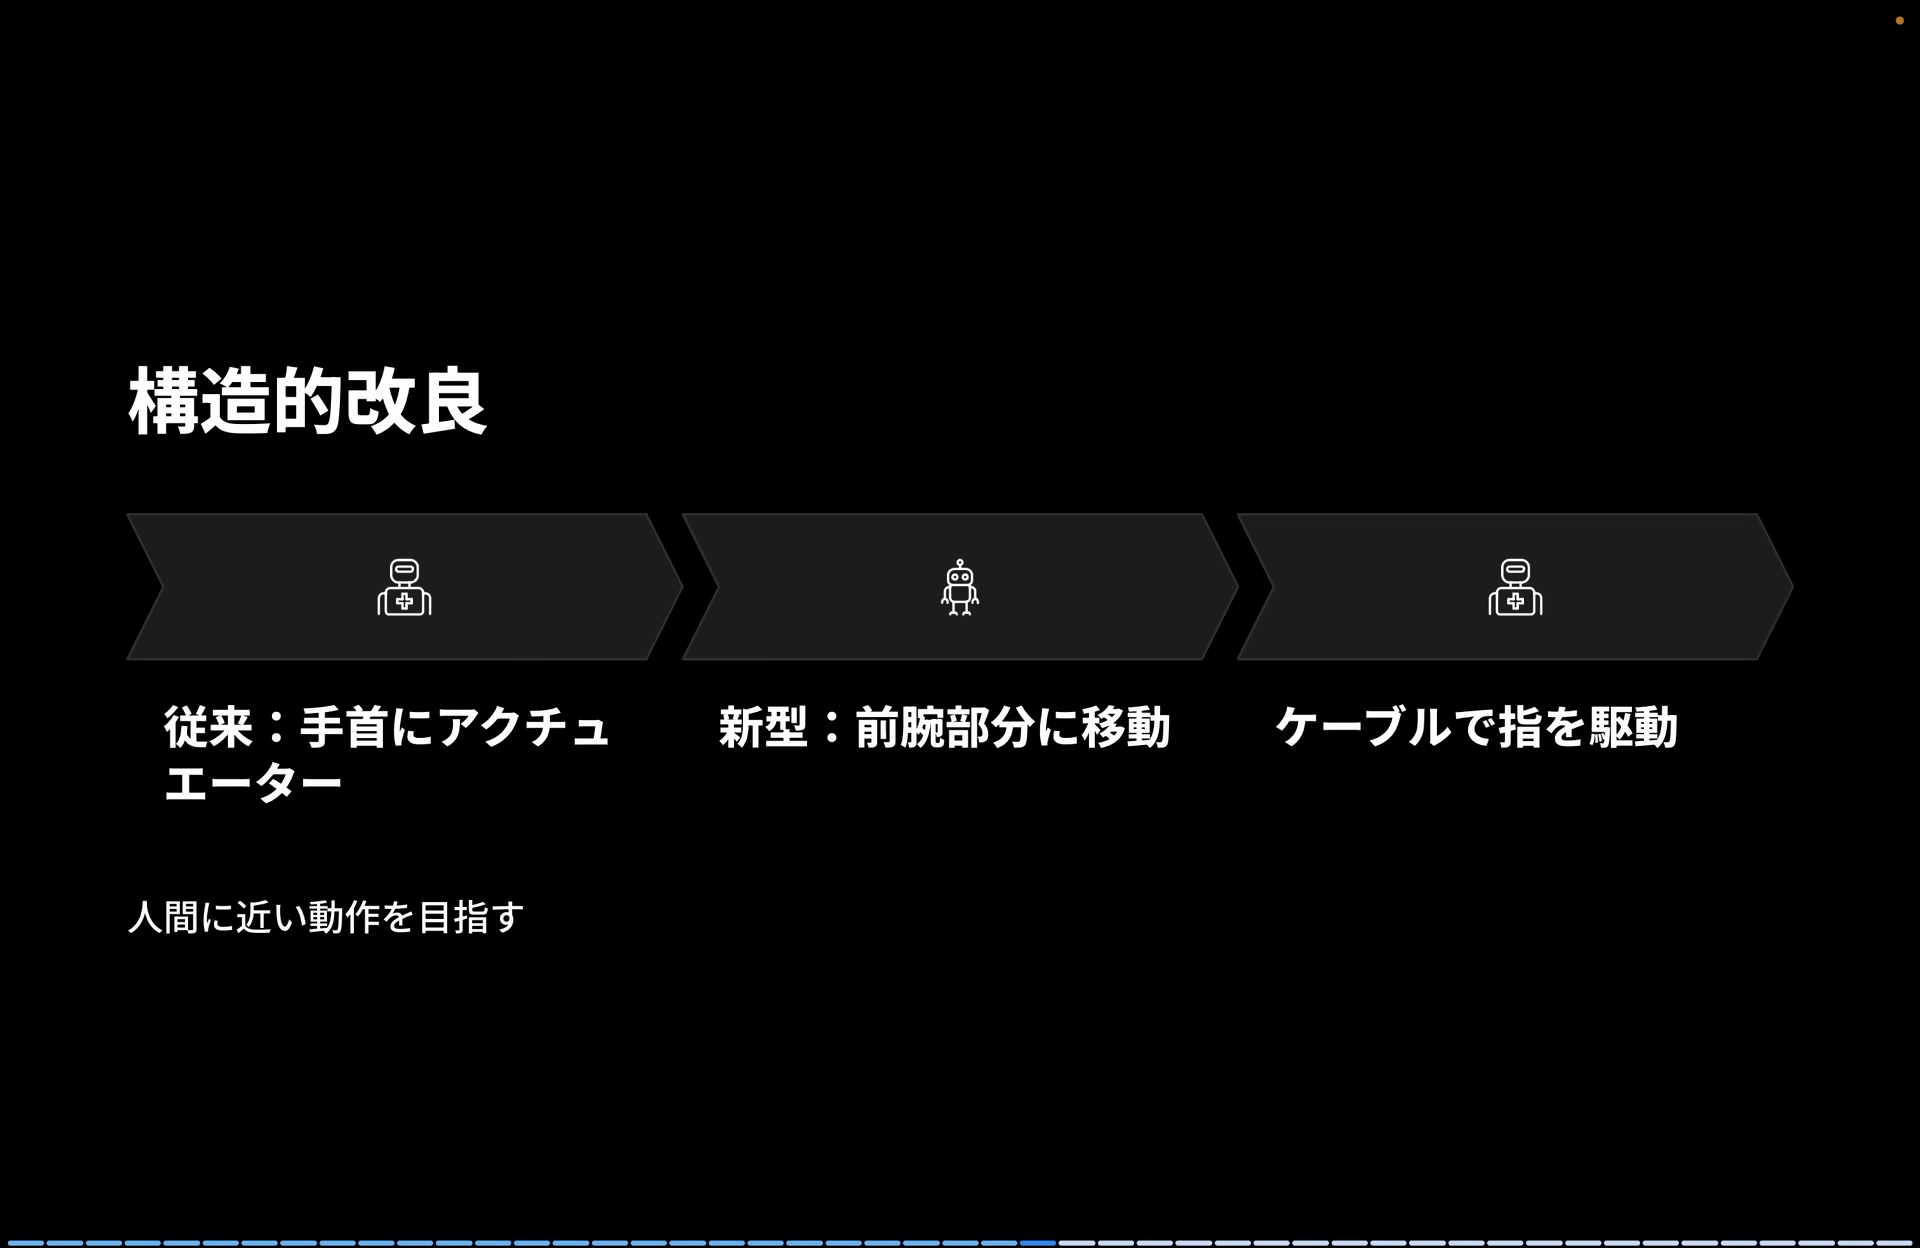 構造的改良
従来：手首にアクチュ
エーター
新型：前腕部分に移動
ケーブルで指を駆動
人間に近い動作を目指す